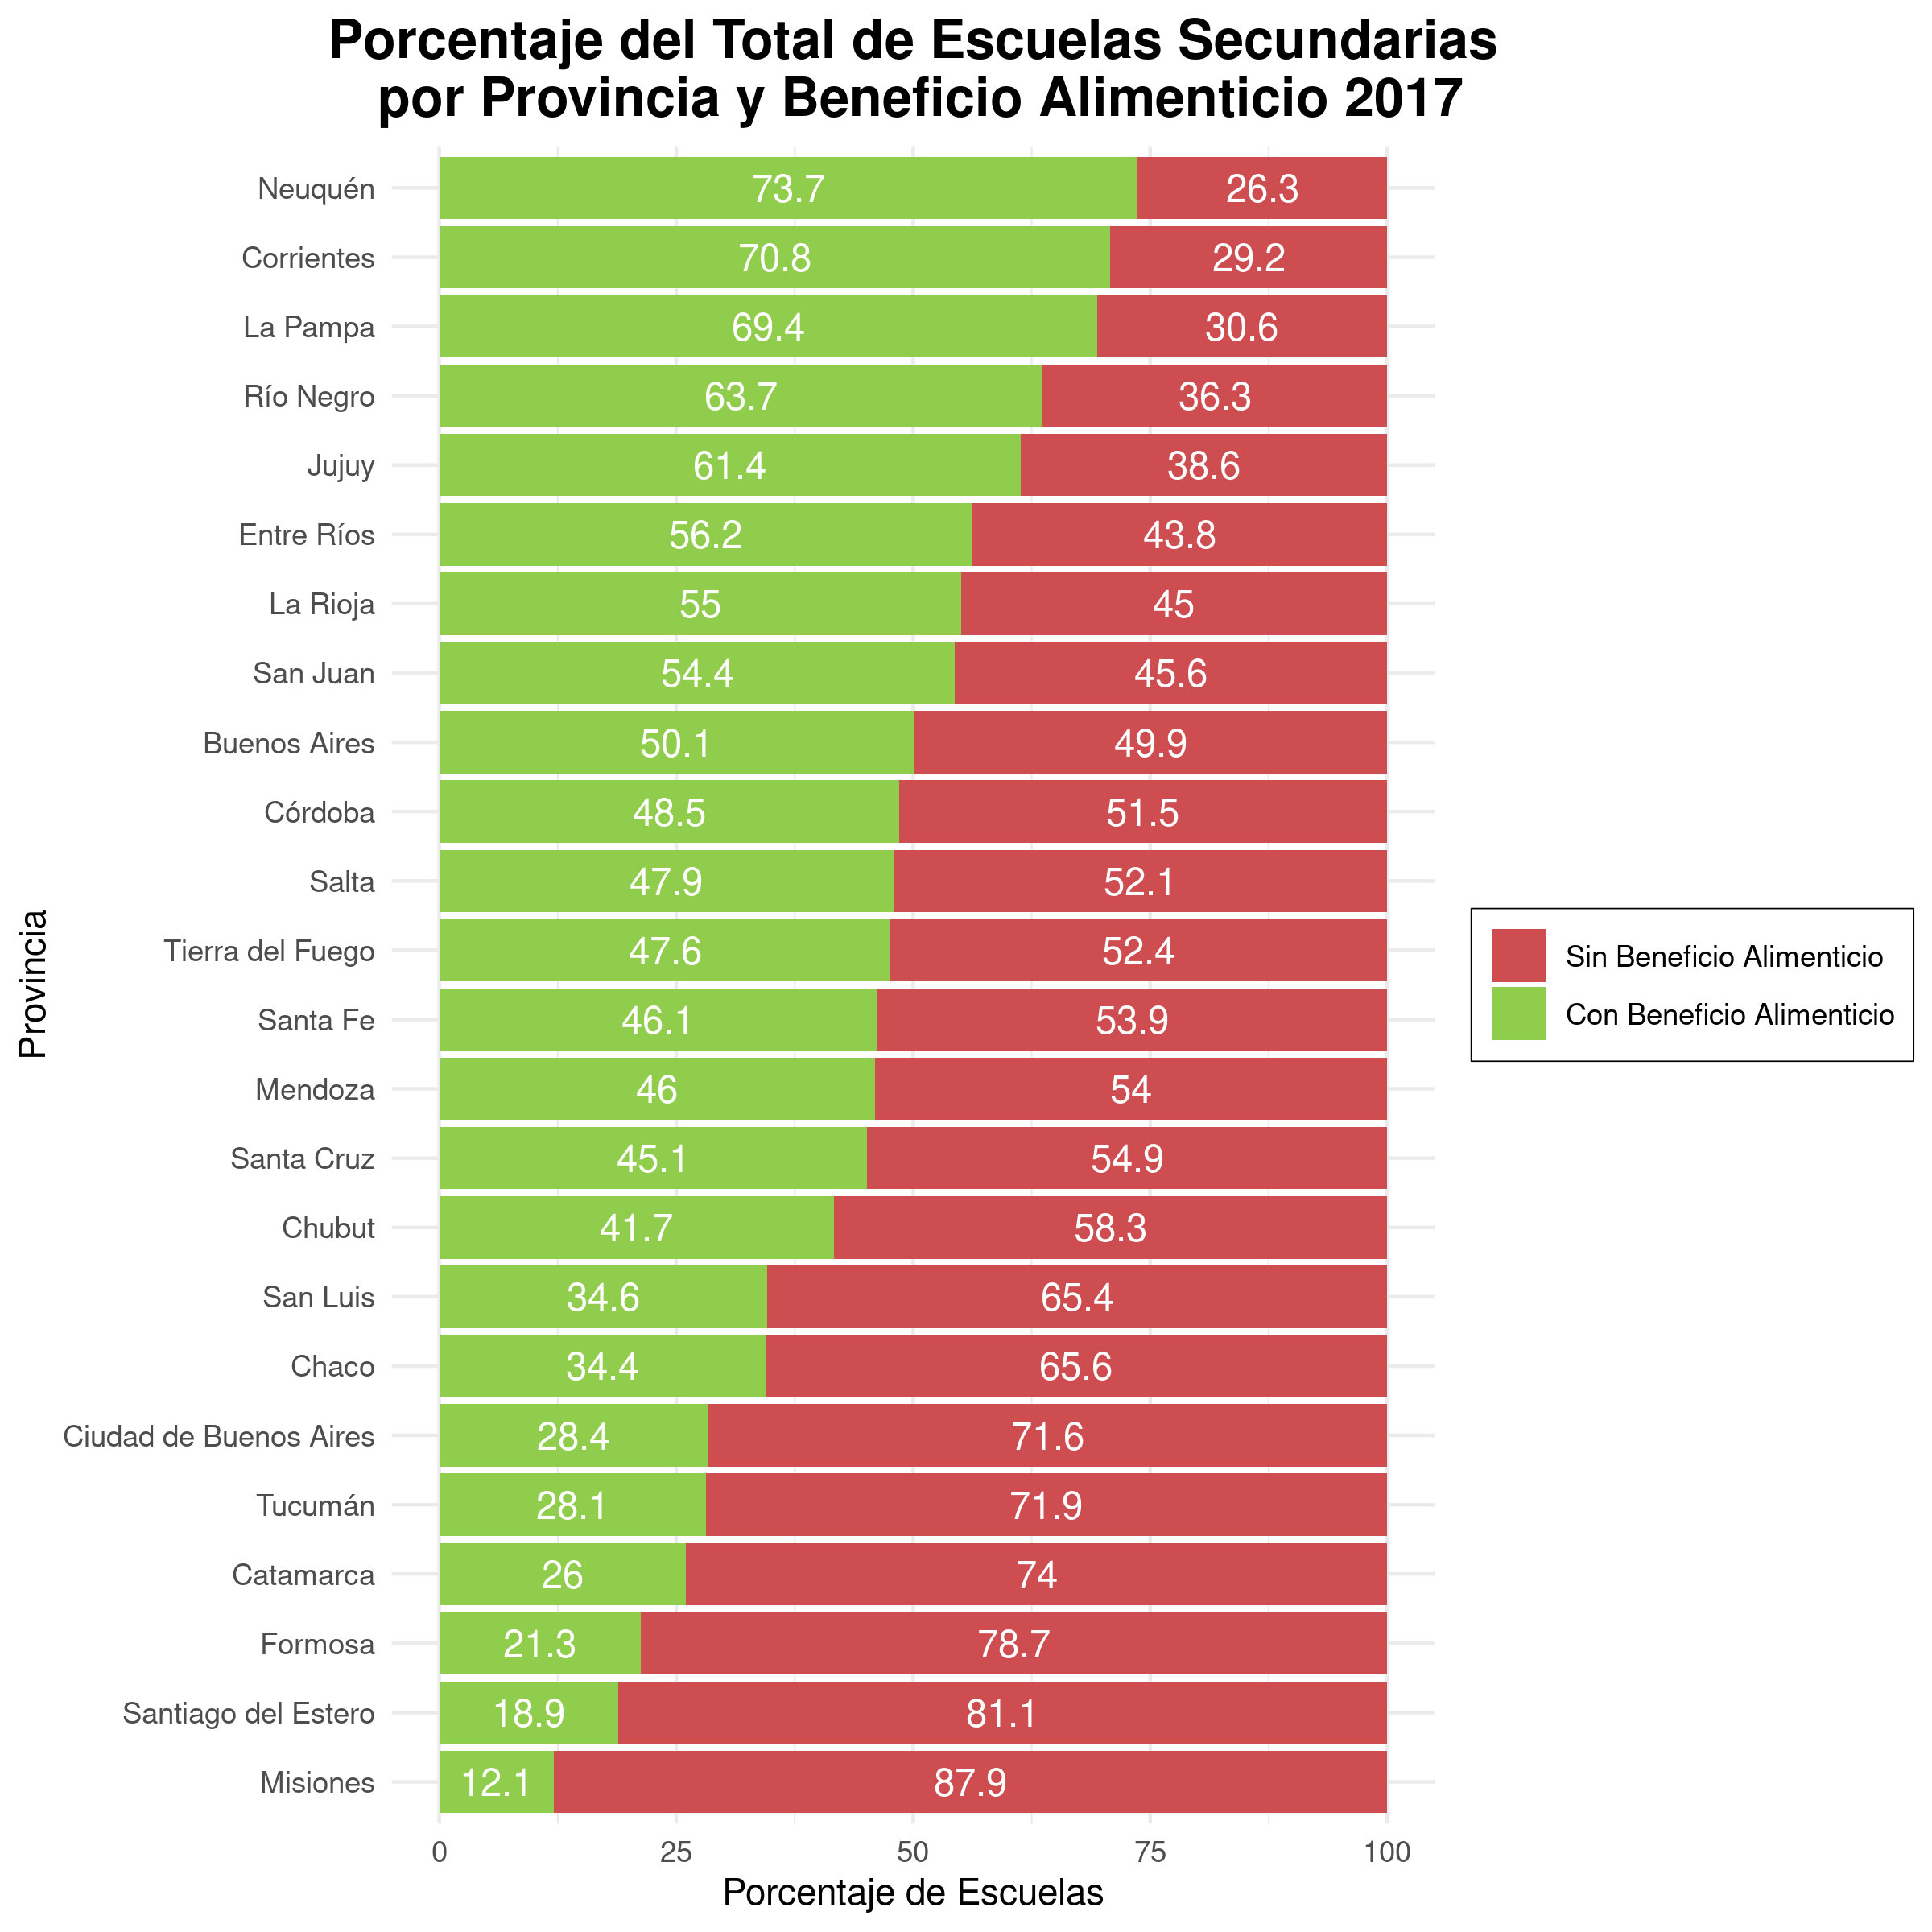 Porcentaje del Total de Escuelas Secundarias
por Provincia y Beneficio Alimenticio 2017
Neuquén 73.7 26.3
Corrientes 70.8 29.2
La Pampa 69.4 30.6
Río Negro 63.7 36.3
Jujuy 61.4 38.6
Entre Ríos 56.2 43.8
La Rioja 55 45
San Juan 54.4 45.6
Buenos Aires 50.1 49.9
Córdoba 48.5 51.5
Salta 47.9 52.1
Tierra del Fuego 47.6 52.4
Santa Fe 46.1 53.9
Mendoza 46 54
Santa Cruz 45.1 54.9
Chubut 41.7 58.3
San Luis 34.6 65.4
Chaco 34.4 65.6
Ciudad de Buenos Aires 28.4 71.6
Tucumán 28.1 71.9
Catamarca 26 74
Formosa 21.3 78.7
Santiago del Estero 18.9 81.1
Misiones 12.1 87.9
0 25 50 75 100
Porcentaje de Escuelas
Provincia
Sin Beneficio Alimenticio
Con Beneficio Alimenticio